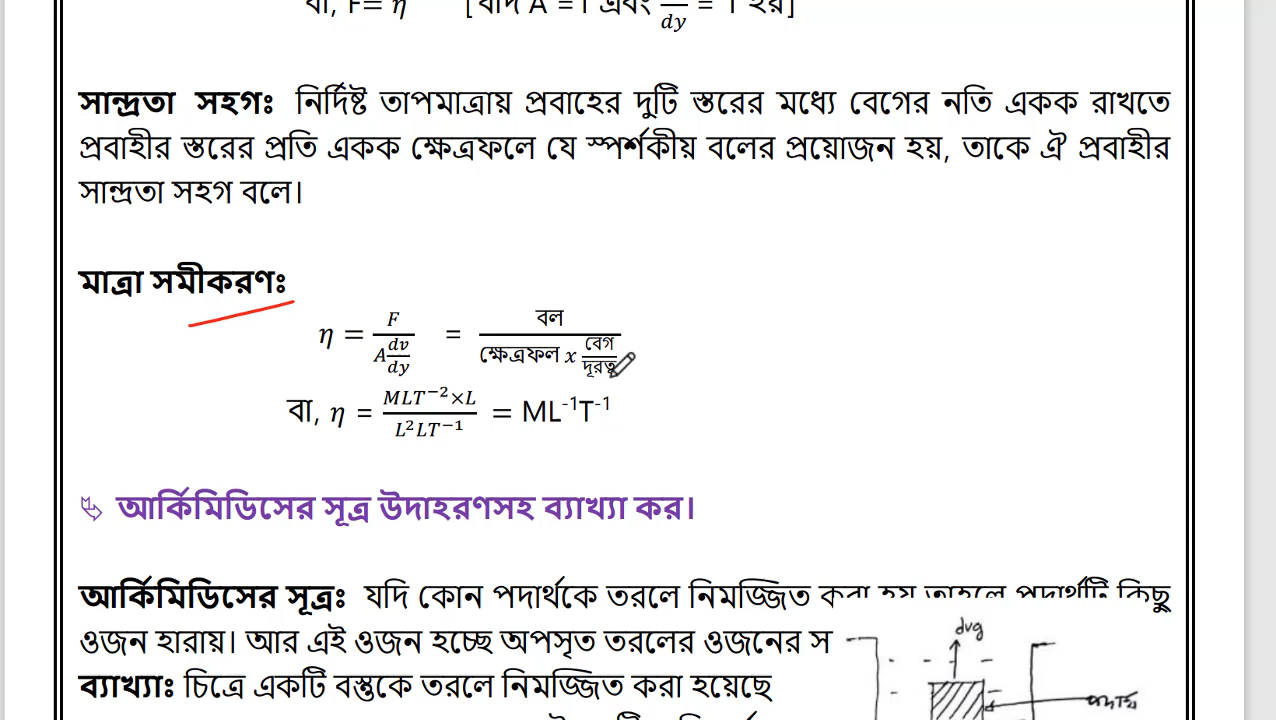 বা, F= η [যদি A =1 এবং dy = 1 হয়]
সান্দ্রতা সহগঃ নির্দিষ্ট তাপমাত্রায় প্রবাহের দুটি স্তরের মধ্যে বেগের নতি একক রাখতে
প্রবাহীর স্তরের প্রতি একক ক্ষেত্রফলে যে স্পর্শকীয় বলের প্রয়োজন হয়, তাকে ঐ প্রবাহীর
সান্দ্রতা সহগ বলে।
মাত্রা সমীকরণঃ
η = F / A dv/dy = বল / ক্ষেত্রফল x বেগ/দূরত্ব
বা, η = MLT⁻²×L / L²LT⁻¹ = ML⁻¹T⁻¹
আর্কিমিডিসের সূত্র উদাহরণসহ ব্যাখ্যা কর।
আর্কিমিডিসের সূত্রঃ যদি কোন পদার্থকে তরলে নিমজ্জিত করা হয় তাহলে পদার্থটি কিছু
ওজন হারায়। আর এই ওজন হচ্ছে অপসৃত তরলের ওজনের স
dvg
ব্যাখ্যাঃ চিত্রে একটি বস্তুকে তরলে নিমজ্জিত করা হয়েছে
পদার্থ